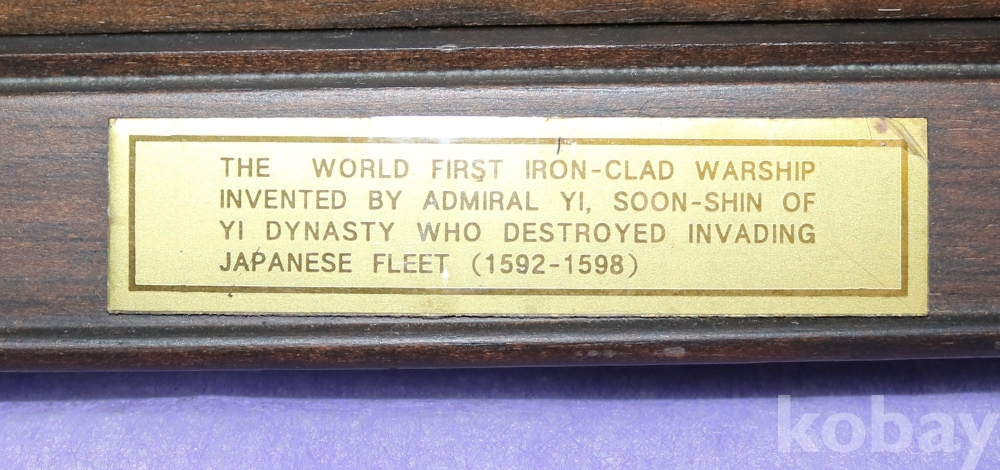 THE WORLD FIRST IRON-CLAD WARSHIP
INVENTED BY ADMIRAL YI, SOON-SHIN OF
YI DYNASTY WHO DESTROYED INVADING
JAPANESE FLEET (1592-1598)
kobay